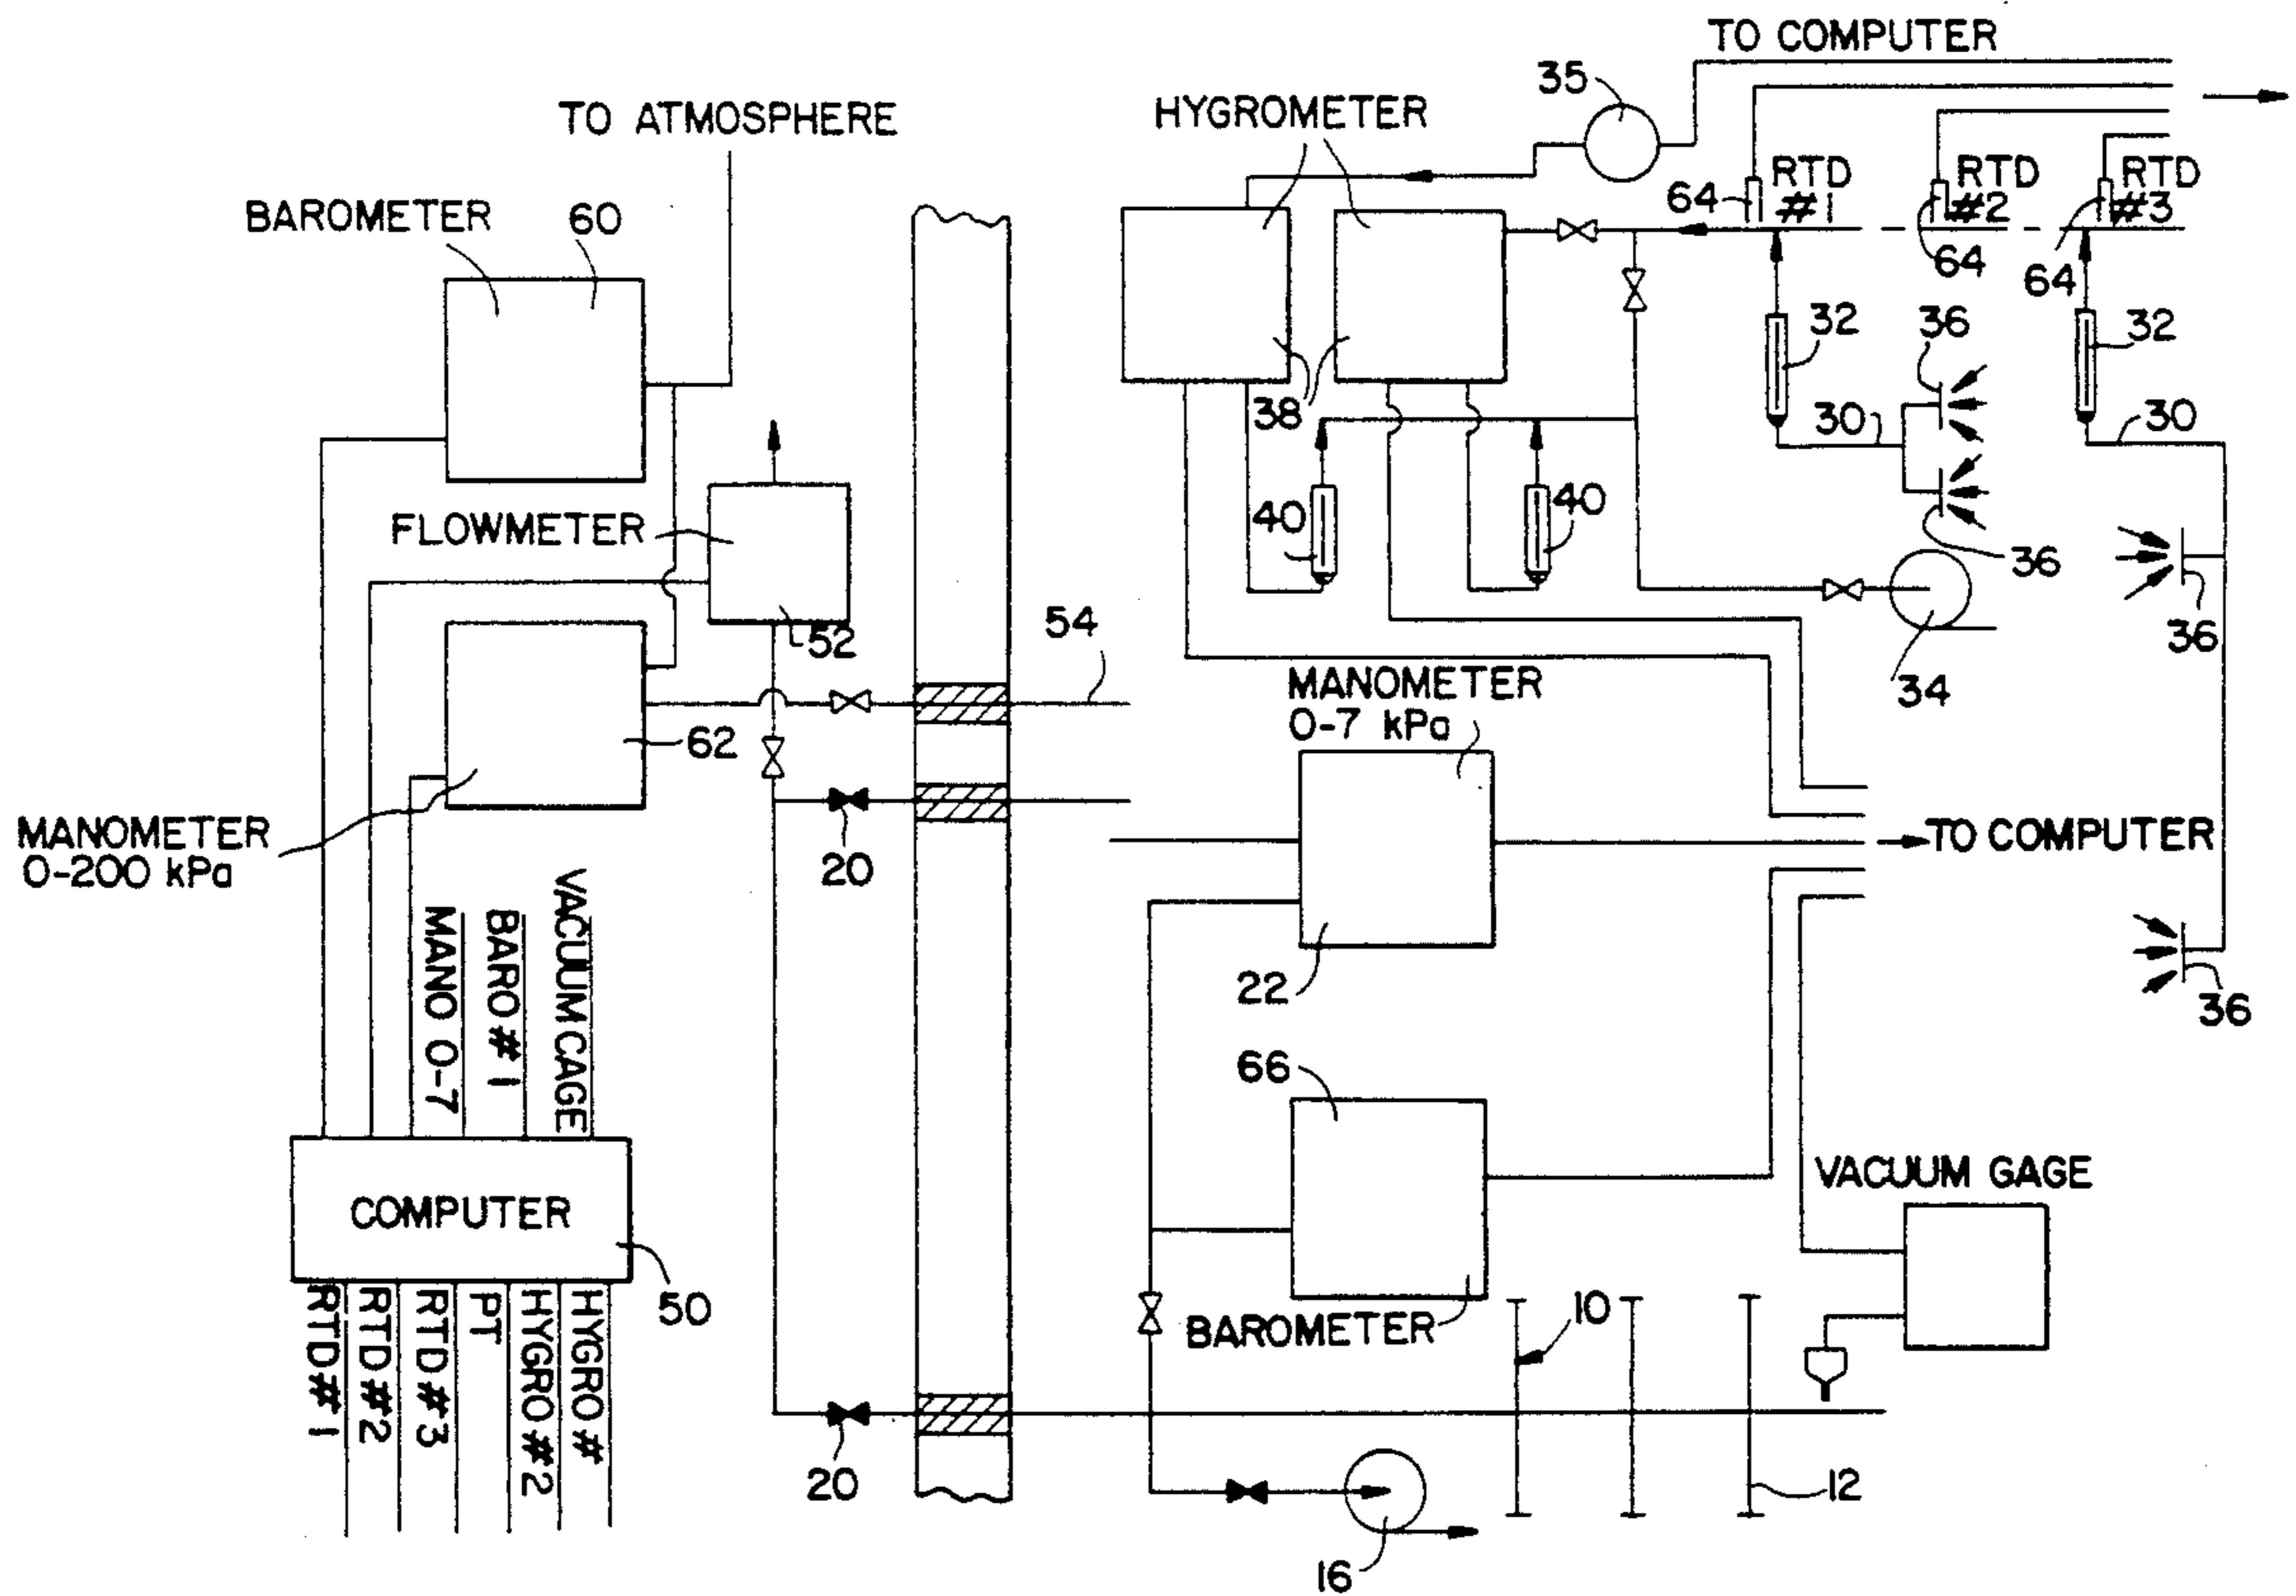 TO COMPUTER
35
HYGROMETER
TO ATMOSPHERE
BAROMETER
60
64
RTD
#1
RTD
#2
RTD
#3
64
64
32
36
32
38
30
30
FLOWMETER
40
40
36
52
54
36
MANOMETER
0-7 kPa
34
62
MANOMETER
0-200 kPa
20
TO COMPUTER
MANO 0-7
BARO #1
VACUUM CAGE
22
36
66
VACUUM GAGE
COMPUTER
50
RTD #1
RTD #2
RTD #3
PT
HYGRO #2
HYGRO #
BAROMETER
10
20
12
16